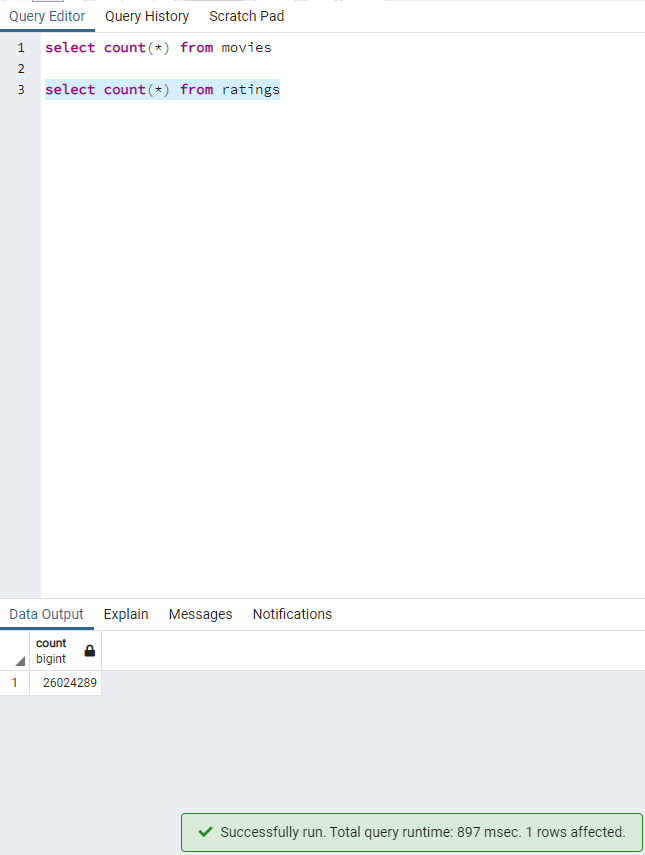 Query Editor Query History Scratch Pad
1 select count(*) from movies
2
3 select count(*) from ratings
Data Output Explain Messages Notifications
count
bigint
1 26024289
Successfully run. Total query runtime: 897 msec. 1 rows affected.